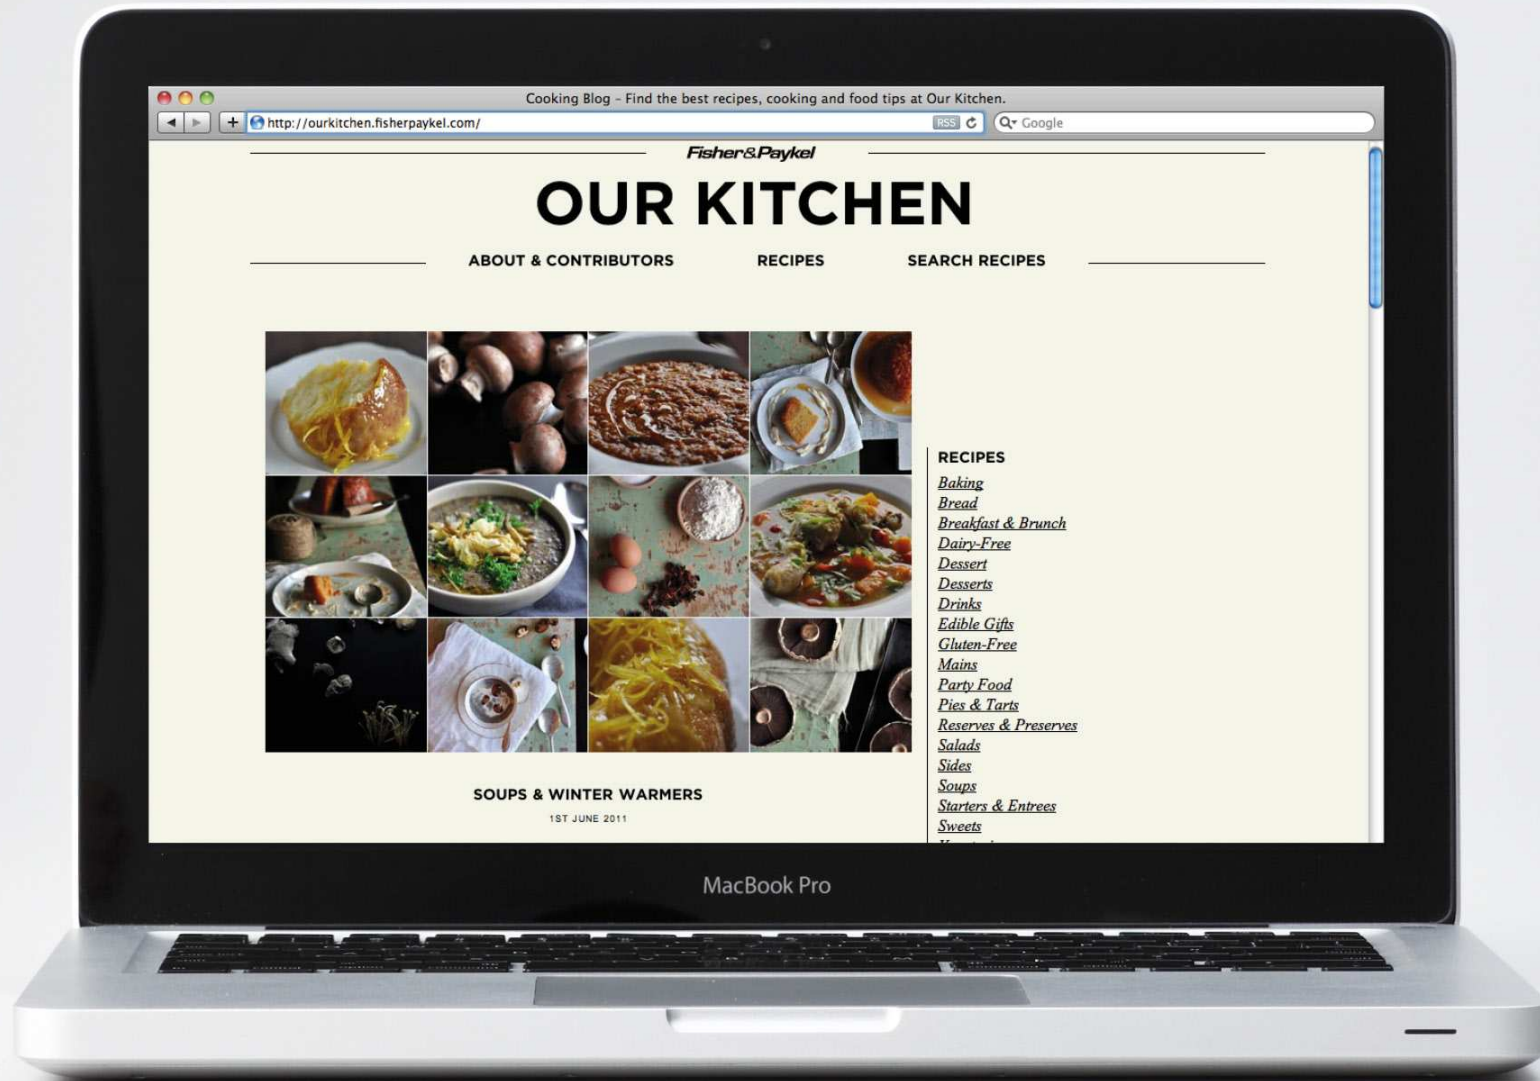 Cooking Blog – Find the best recipes, cooking and food tips at Our Kitchen.
http://ourkitchen.fisherpaykel.com/
RSS
Google
Fisher&Paykel
OUR KITCHEN
ABOUT & CONTRIBUTORS
RECIPES
SEARCH RECIPES
RECIPES
Baking
Bread
Breakfast & Brunch
Dairy-Free
Dessert
Desserts
Drinks
Edible Gifts
Gluten-Free
Mains
Party Food
Pies & Tarts
Reserves & Preserves
Salads
Sides
Soups
Starters & Entrees
Sweets
SOUPS & WINTER WARMERS
1ST JUNE 2011
MacBook Pro